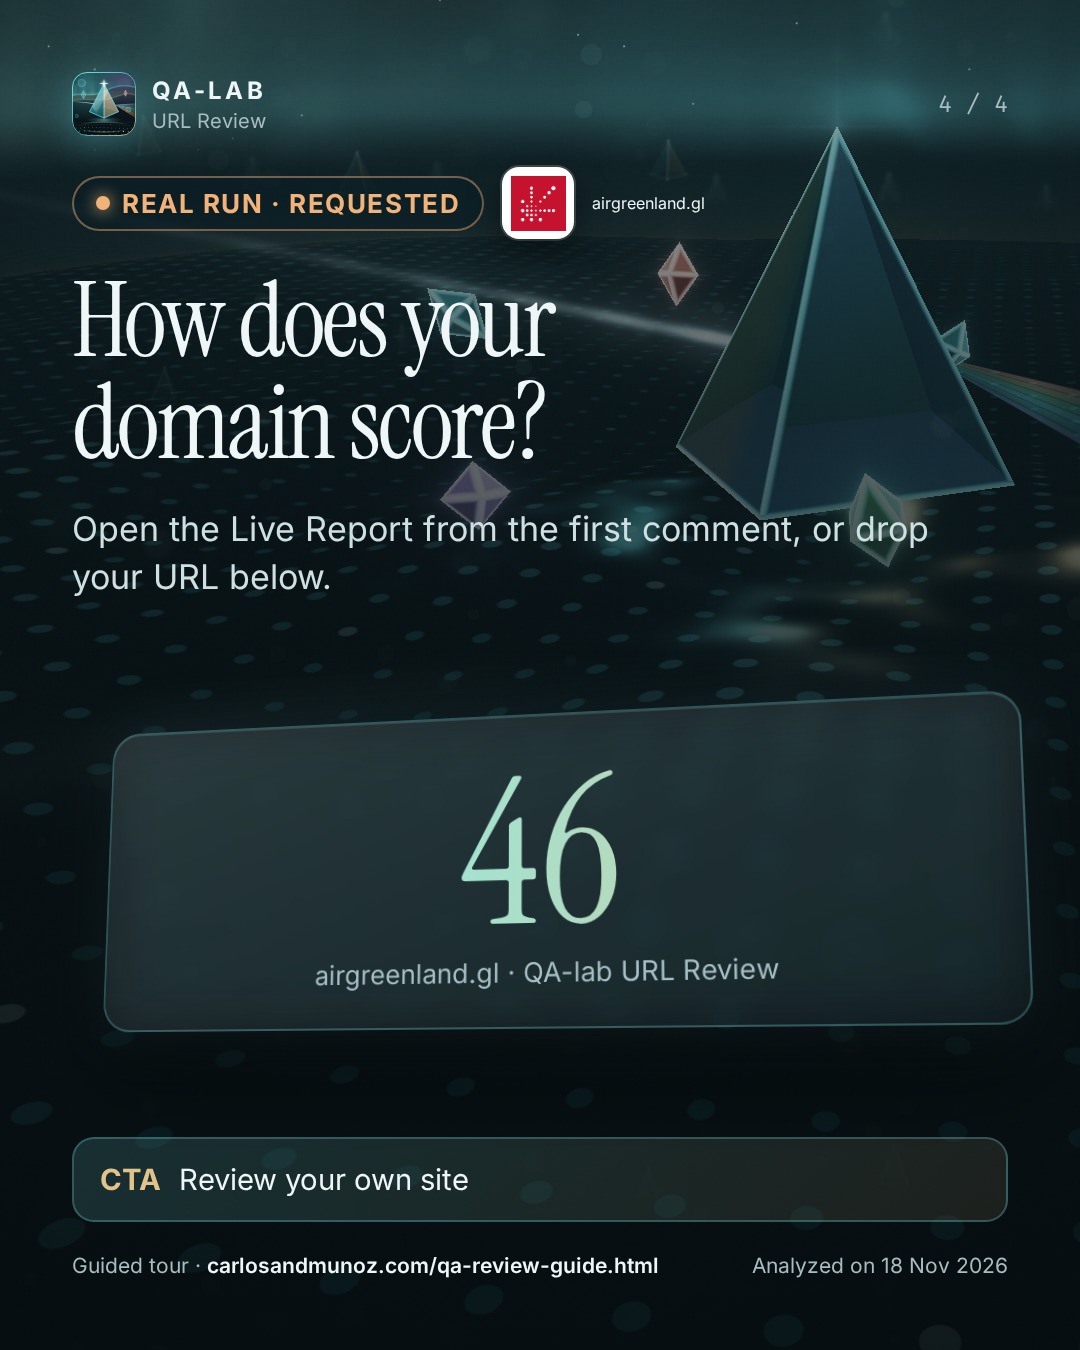 QA-LAB
URL Review
4 / 4
REAL RUN · REQUESTED
airgreenland.gl
How does your
domain score?
Open the Live Report from the first comment, or drop
your URL below.
46
airgreenland.gl · QA-lab URL Review
CTA Review your own site
Guided tour · carlosandmunoz.com/qa-review-guide.html
Analyzed on 18 Nov 2026